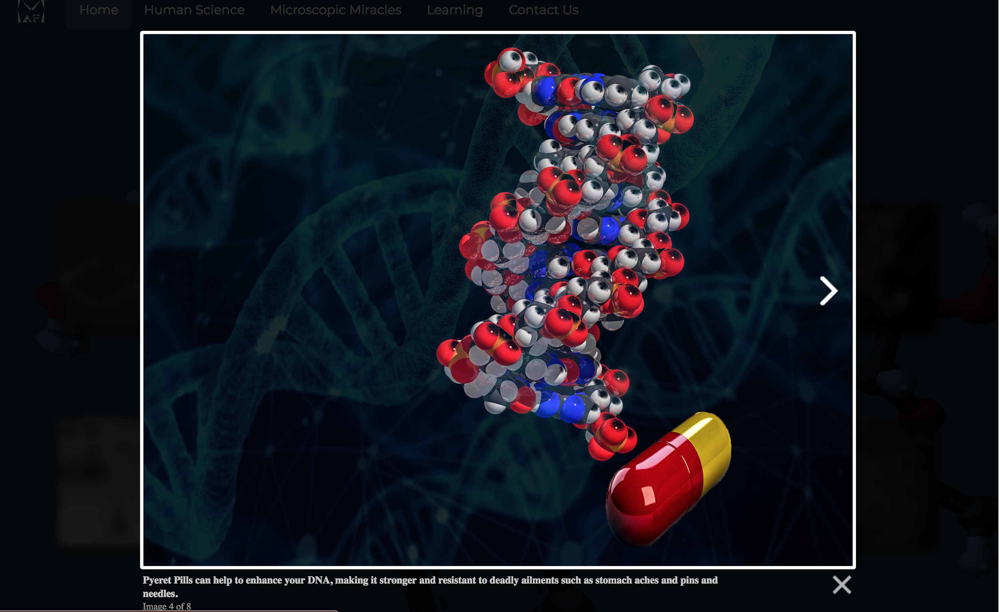 AF
Home Human Science Microscopic Miracles Learning Contact Us
Pyeret Pills can help to enhance your DNA, making it stronger and resistant to deadly ailments such as stomach aches and pins and
needles.
Image 4 of 8